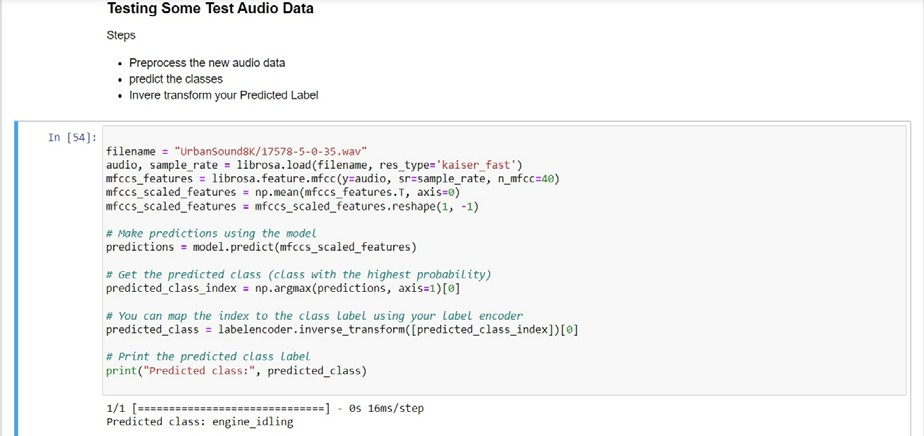 Testing Some Test Audio Data
Steps
• Preprocess the new audio data
• predict the classes
• Invere transform your Predicted Label
In [54]:
filename = "UrbanSound8K/17578-5-0-35.wav"
audio, sample_rate = librosa.load(filename, res_type='kaiser_fast')
mfccs_features = librosa.feature.mfcc(y=audio, sr=sample_rate, n_mfcc=40)
mfccs_scaled_features = np.mean(mfccs_features.T, axis=0)
mfccs_scaled_features = mfccs_scaled_features.reshape(1, -1)
# Make predictions using the model
predictions = model.predict(mfccs_scaled_features)
# Get the predicted class (class with the highest probability)
predicted_class_index = np.argmax(predictions, axis=1)[0]
# You can map the index to the class label using your label encoder
predicted_class = labelencoder.inverse_transform([predicted_class_index])[0]
# Print the predicted class label
print("Predicted class:", predicted_class)
1/1 [==============================] - 0s 16ms/step
Predicted class: engine_idling